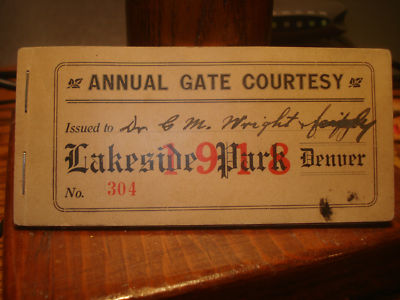 ANNUAL GATE COURTESY
Issued to Dr. C M. Wright & family
Lakeside Park Denver
1918
No. 304